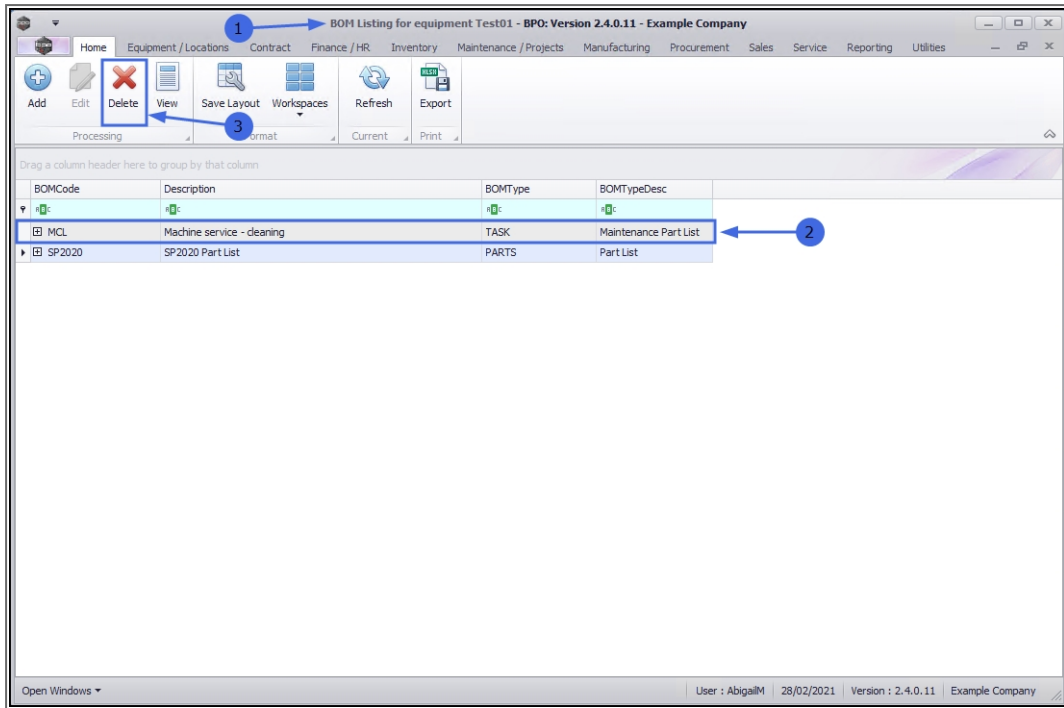 1
BOM Listing for equipment Test01 - BPO: Version 2.4.0.11 - Example Company
Home Equipment / Locations Contract Finance / HR Inventory Maintenance / Projects Manufacturing Procurement Sales Service Reporting Utilities
Add Edit Delete View Save Layout Workspaces Refresh Export
3
Processing ormat Current Print
Drag a column header here to group by that column
BOMCode Description BOMType BOMTypeDesc
MCL Machine service - cleaning TASK Maintenance Part List
2
SP2020 SP2020 Part List PARTS Part List
Open Windows User : AbigailM 28/02/2021 Version : 2.4.0.11 Example Company